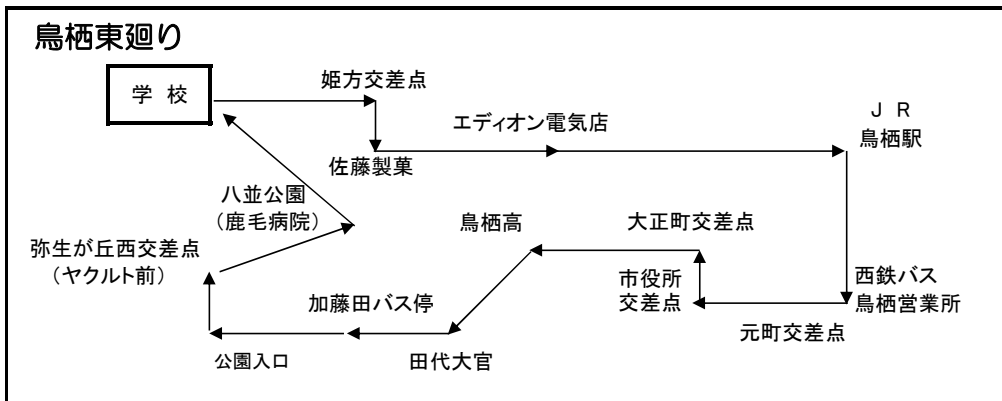 鳥栖東廻り
学 校
姫方交差点
佐藤製菓
エディオン電気店
J R
鳥栖駅
西鉄バス
鳥栖営業所
元町交差点
市役所
交差点
大正町交差点
鳥栖高
田代大官
加藤田バス停
公園入口
弥生が丘西交差点
(ヤクルト前)
八並公園
(鹿毛病院)